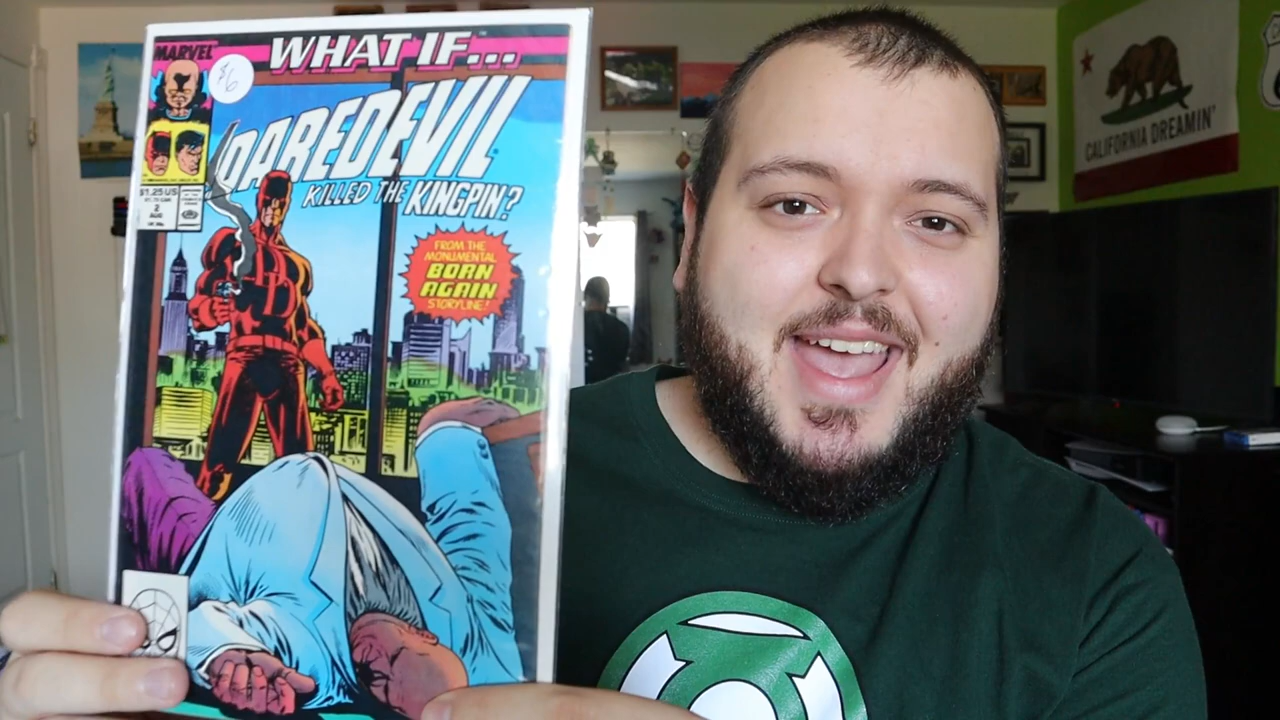 MARVEL
WHAT IF...
$6
DAREDEVIL
KILLED THE KINGPIN?
$1.25 US
2
AUG
FROM THE
MONUMENTAL
BORN
AGAIN
STORYLINE!
DD
CALIFORNIA DREAMIN'